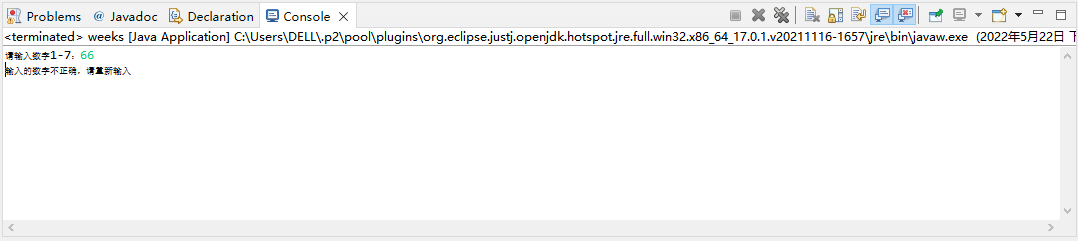 Problems @ Javadoc Declaration Console
<terminated> weeks [Java Application] C:\Users\DELL\.p2\pool\plugins\org.eclipse.justj.openjdk.hotspot.jre.full.win32.x86_64_17.0.1.v20211116-1657\jre\bin\javaw.exe (2022年5月22日 下
请输入数字1-7：66
输入的数字不正确，请重新输入